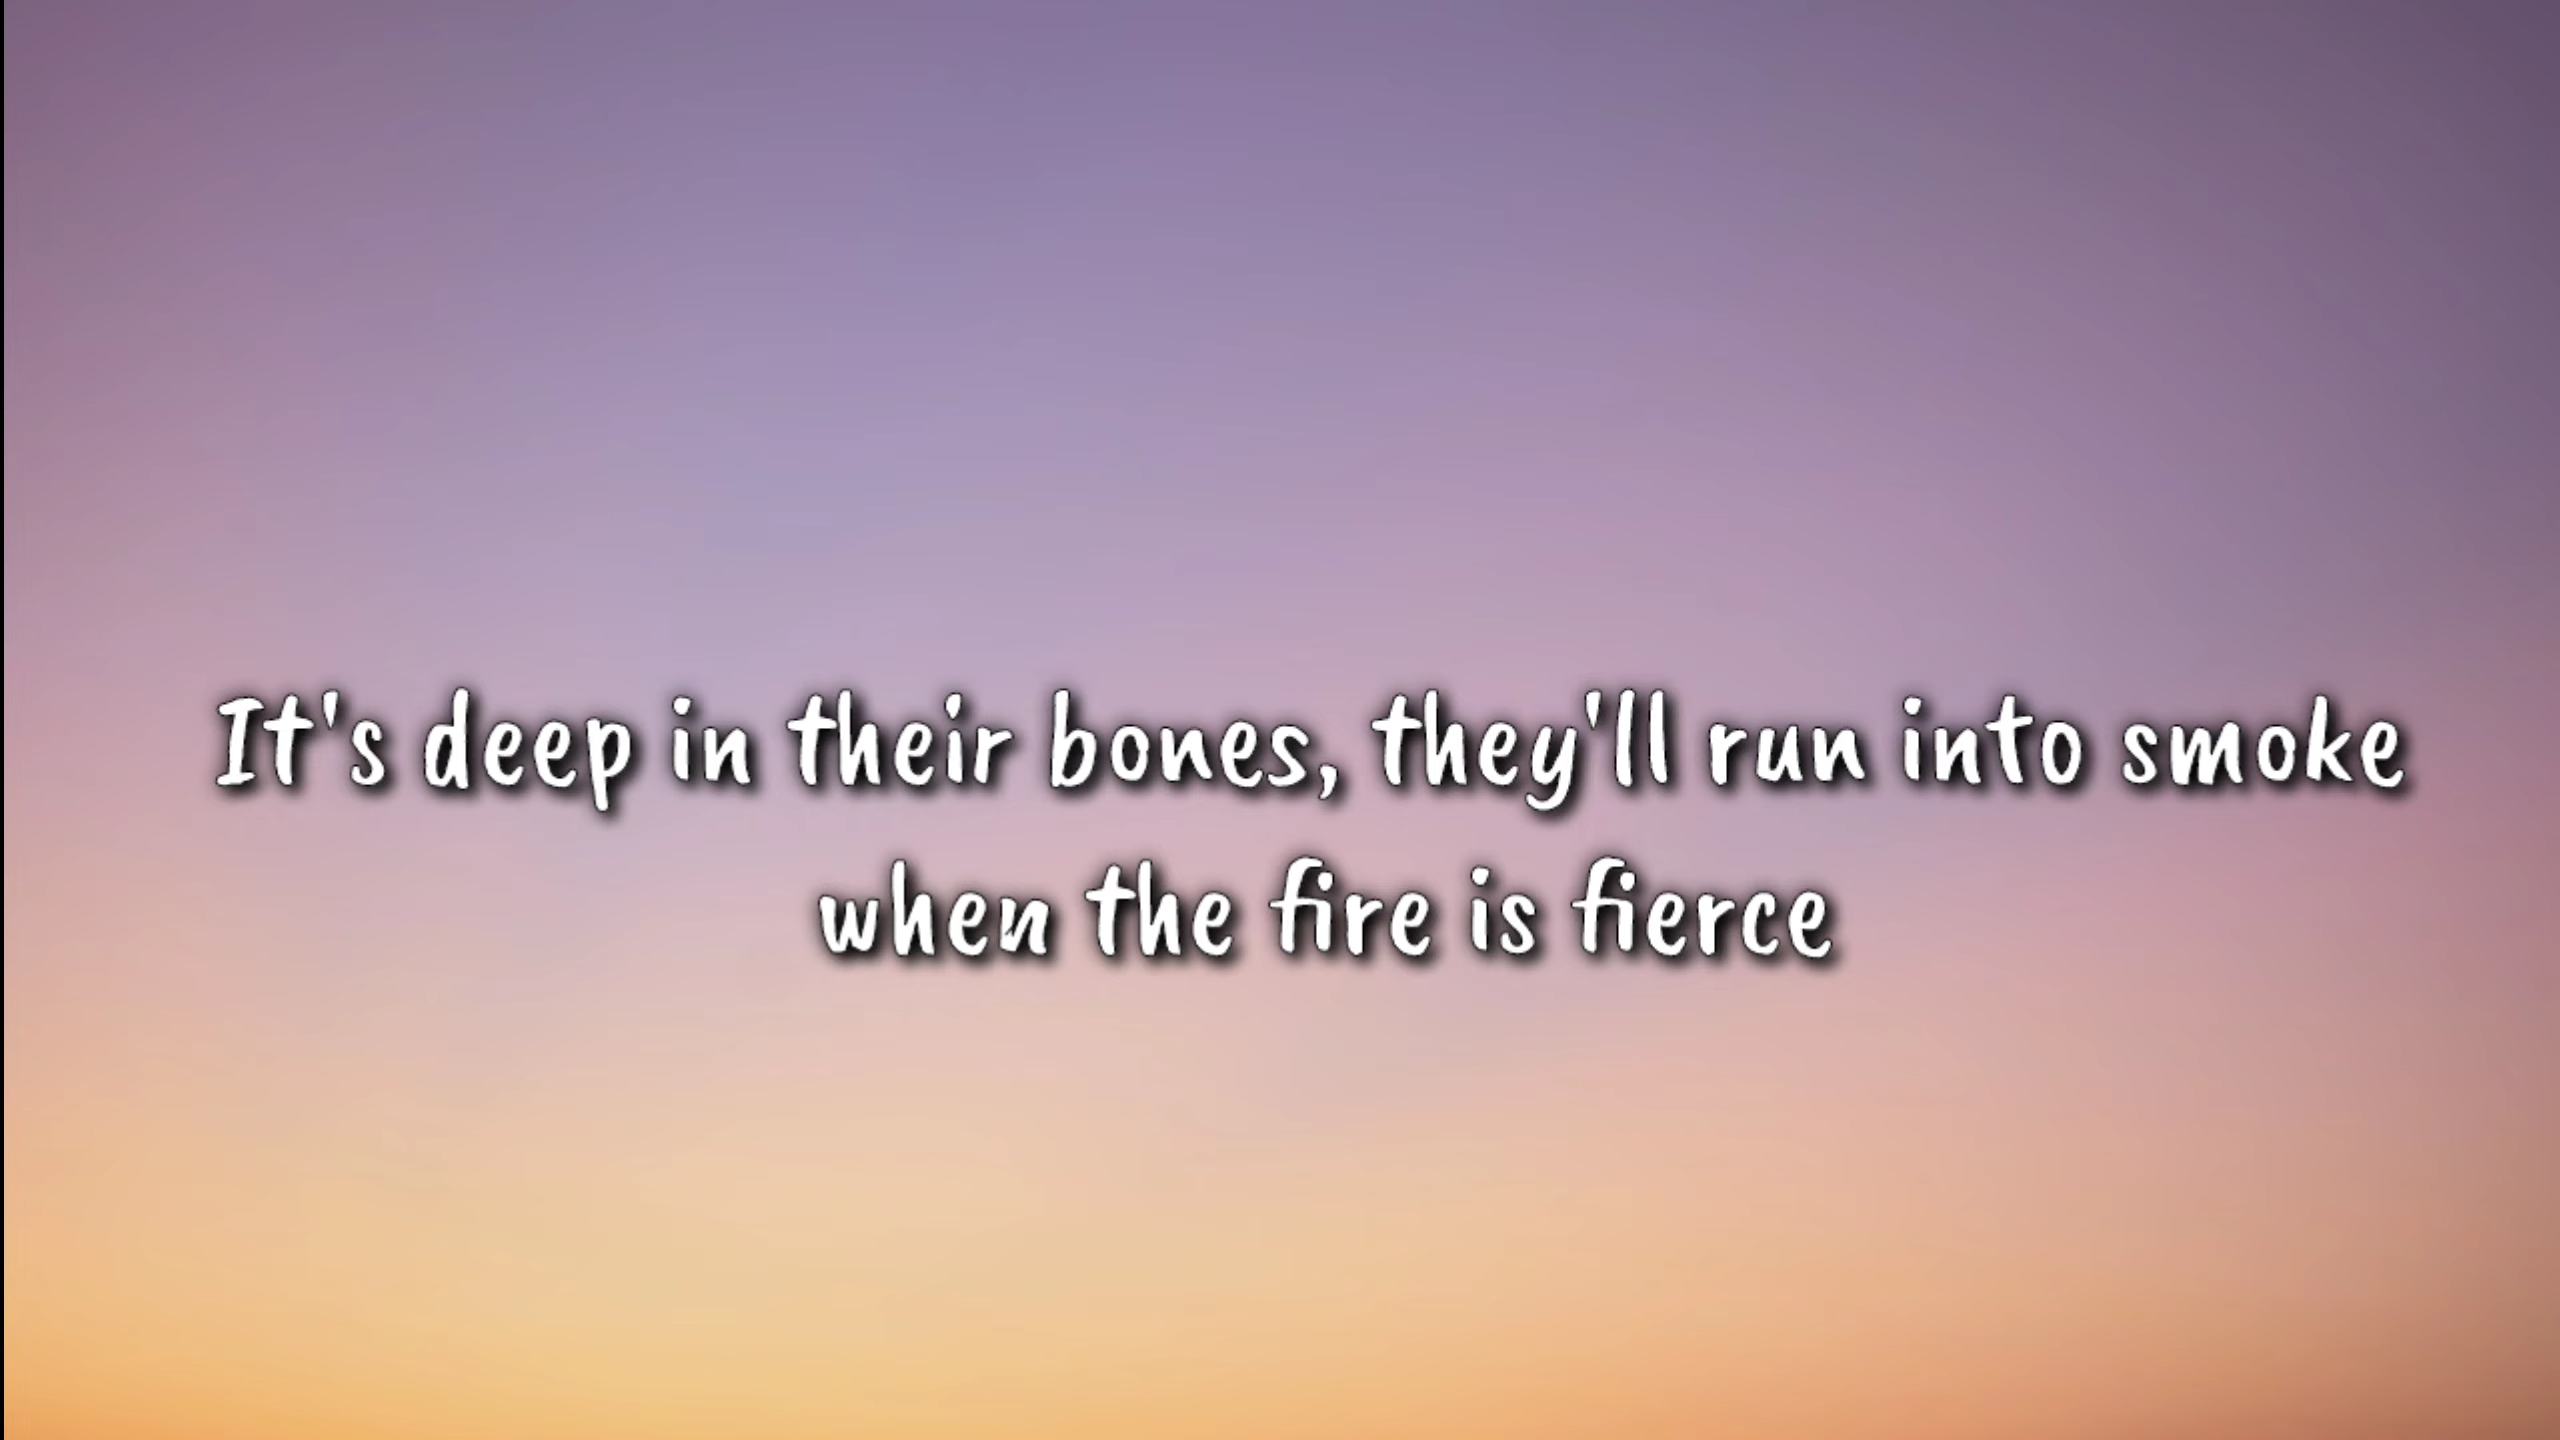 It's deep in their bones, they'll run into smoke
when the fire is fierce